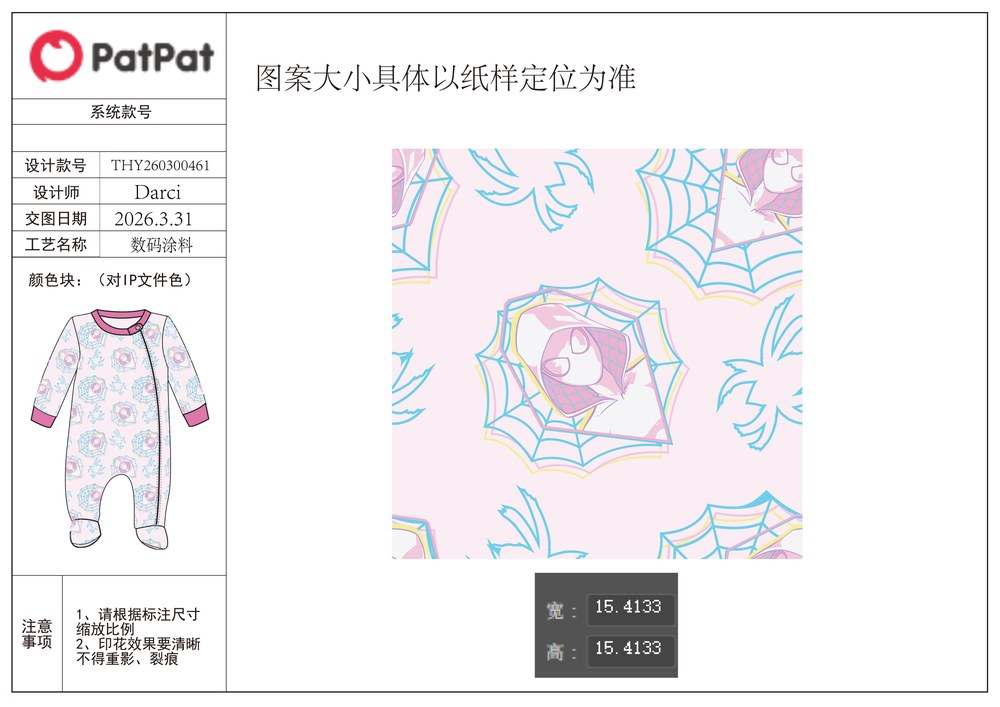 PatPat
图案大小具体以纸样定位为准
系统款号
设计款号 THY260300461
设计师 Darci
交图日期 2026.3.31
工艺名称 数码涂料
颜色块：（对IP文件色）
注意事项
1、请根据标注尺寸
缩放比例
2、印花效果要清晰
不得重影、裂痕
宽： 15.4133
高： 15.4133